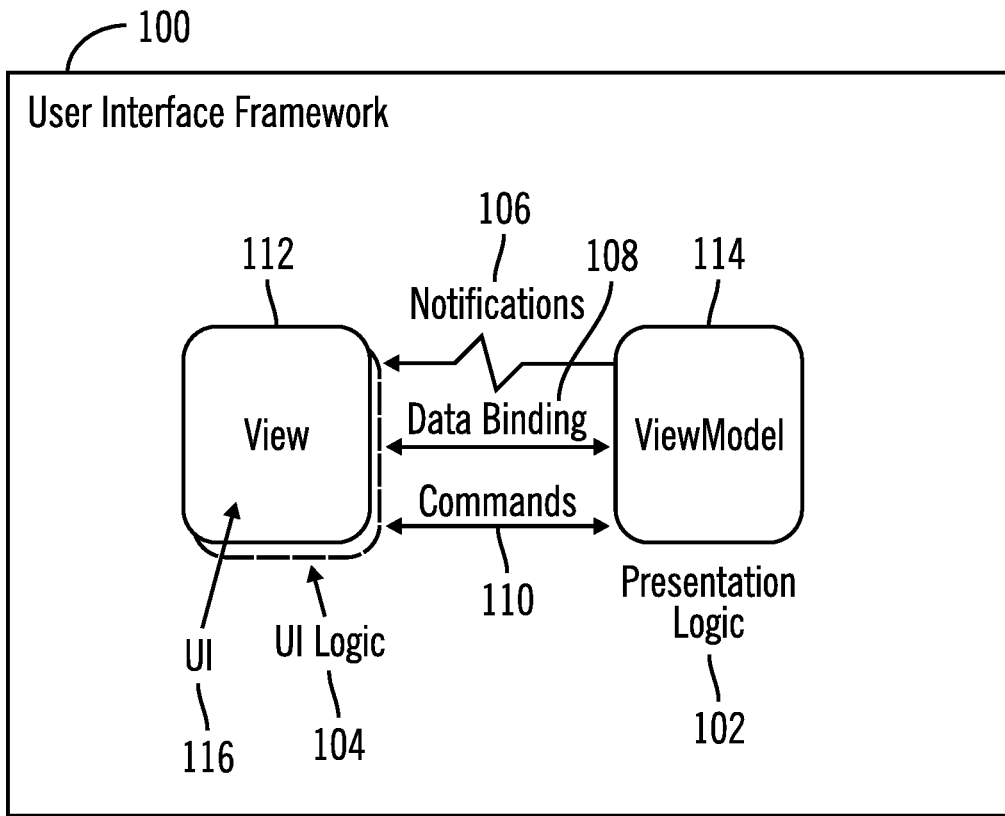 100
User Interface Framework
106
112
108
114
Notifications
View
Data Binding
ViewModel
Commands
110
Presentation
Logic
UI
UI Logic
116
104
102